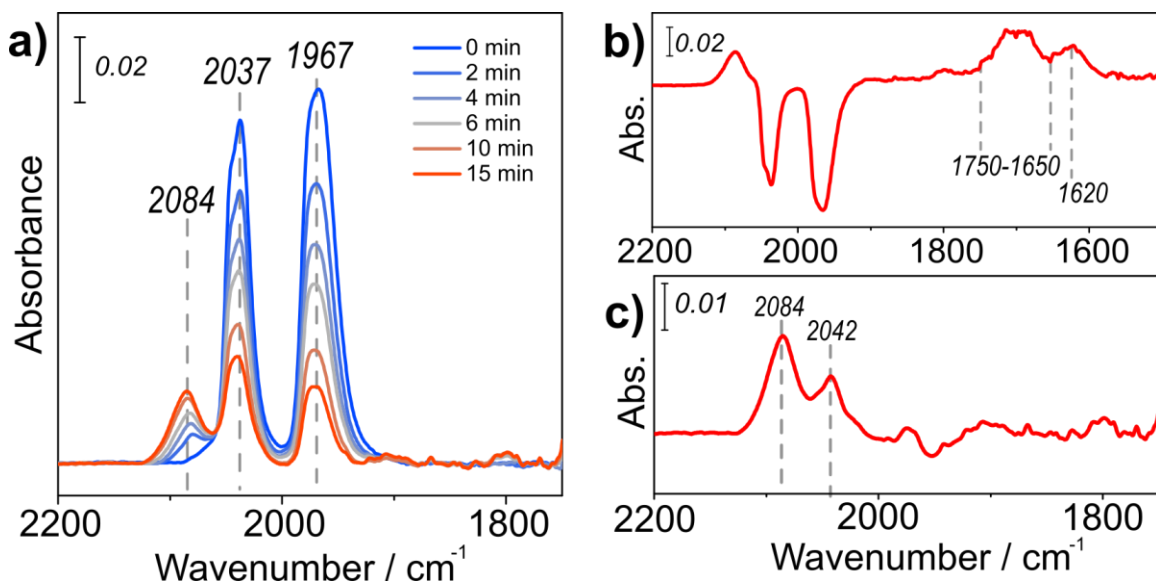 a)
0.02
2084
2037
1967
0 min
2 min
4 min
6 min
10 min
15 min
Absorbance
2200
2000
1800
Wavenumber / cm⁻¹
b)
0.02
Abs.
1750-1650
1620
2200
2000
1800
1600
c)
0.01
2084
2042
Abs.
2200
2000
1800
Wavenumber / cm⁻¹